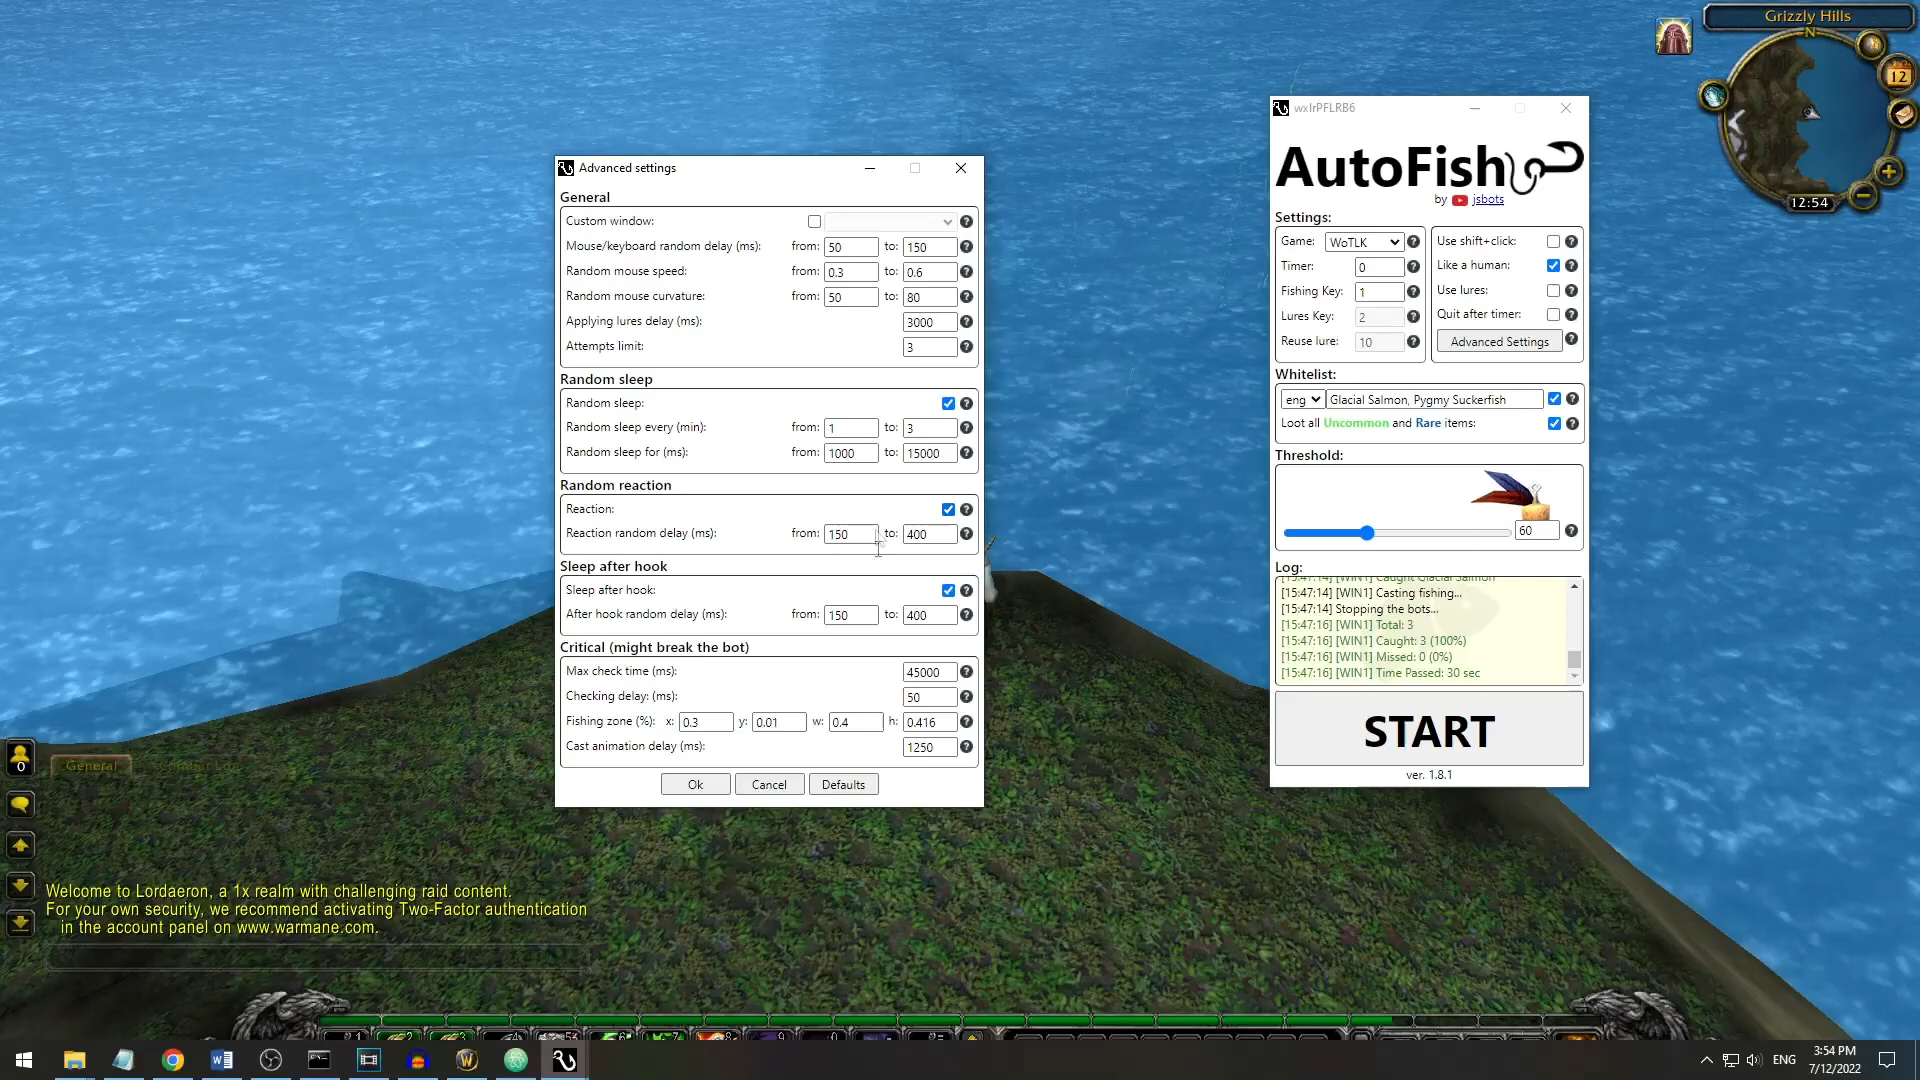 Grizzly Hills
N
12
12:54
wxIrPFLRB6
AutoFish
by jsbots
Settings:
Game: WoTLK
Timer: 0
Fishing Key: 1
Lures Key: 2
Reuse lure: 10
Use shift+click:
Like a human:
Use lures:
Quit after timer:
Advanced Settings
Whitelist:
eng Glacial Salmon, Pygmy Suckerfish
Loot all Uncommon and Rare items:
Threshold:
60
Log:
[15:47:14] [WIN1] Caught Glacial Salmon
[15:47:14] [WIN1] Casting fishing...
[15:47:14] Stopping the bots...
[15:47:16] [WIN1] Total: 3
[15:47:16] [WIN1] Caught: 3 (100%)
[15:47:16] [WIN1] Missed: 0 (0%)
[15:47:16] [WIN1] Time Passed: 30 sec
START
ver. 1.8.1
Advanced settings
General
Custom window:
Mouse/keyboard random delay (ms): from: 50 to: 150
Random mouse speed: from: 0.3 to: 0.6
Random mouse curvature: from: 50 to: 80
Applying lures delay (ms): 3000
Attempts limit: 3
Random sleep
Random sleep:
Random sleep every (min): from: 1 to: 3
Random sleep for (ms): from: 1000 to: 15000
Random reaction
Reaction:
Reaction random delay (ms): from: 150 to: 400
Sleep after hook
Sleep after hook:
After hook random delay (ms): from: 150 to: 400
Critical (might break the bot)
Max check time (ms): 45000
Checking delay: (ms): 50
Fishing zone (%): x: 0.3 y: 0.01 w: 0.4 h: 0.416
Cast animation delay (ms): 1250
Ok Cancel Defaults
0
General Combat Log
Welcome to Lordaeron, a 1x realm with challenging raid content.
For your own security, we recommend activating Two-Factor authentication
in the account panel on www.warmane.com.
ENG
3:54 PM
7/12/2022